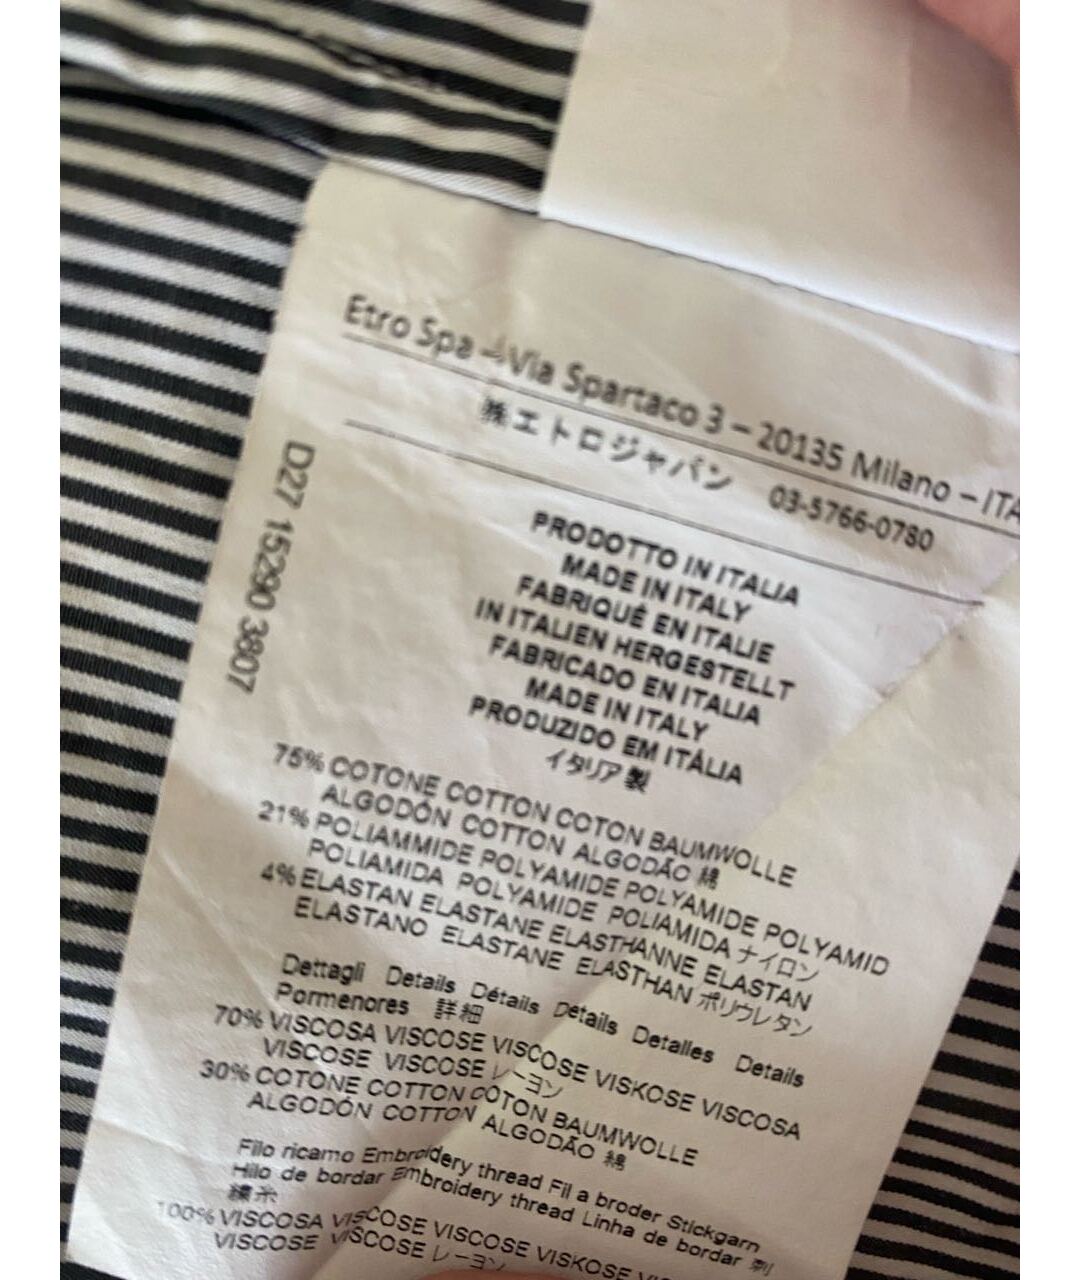 Etro Spa – Via Spartaco 3 – 20135 Milano – ITA
㈱エトロジャパン 03-5766-0780
D27 15290 3807
PRODOTTO IN ITALIA
MADE IN ITALY
FABRIQUÉ EN ITALIE
IN ITALIEN HERGESTELLT
FABRICADO EN ITALIA
MADE IN ITALY
PRODUZIDO EM ITÂLIA
イタリア製
75% COTONE COTTON COTON BAUMWOLLE
ALGODÓN COTTON ALGODÃO 綿
21% POLIAMMIDE POLYAMIDE POLYAMIDE POLYAMID
POLIAMIDA POLYAMIDE POLIAMIDA ナイロン
4% ELASTAN ELASTANE ELASTHANNE ELASTAN
ELASTANO ELASTANE ELASTHAN ポリウレタン
Dettagli Details Détails Details Detalles Details
Pormenores 詳細
70% VISCOSA VISCOSE VISCOSE VISKOSE VISCOSA
VISCOSE VISCOSE レーヨン
30% COTONE COTTON COTON BAUMWOLLE
ALGODÓN COTTON ALGODÃO 綿
Filo ricamo Embroidery thread Fil a broder Stickgarn
Hilo de bordar Embroidery thread Linha de bordar 刺
繍糸
100% VISCOSA VISCOSE VISCOSE VISKOSE
VISCOSE VISCOSE レーヨン